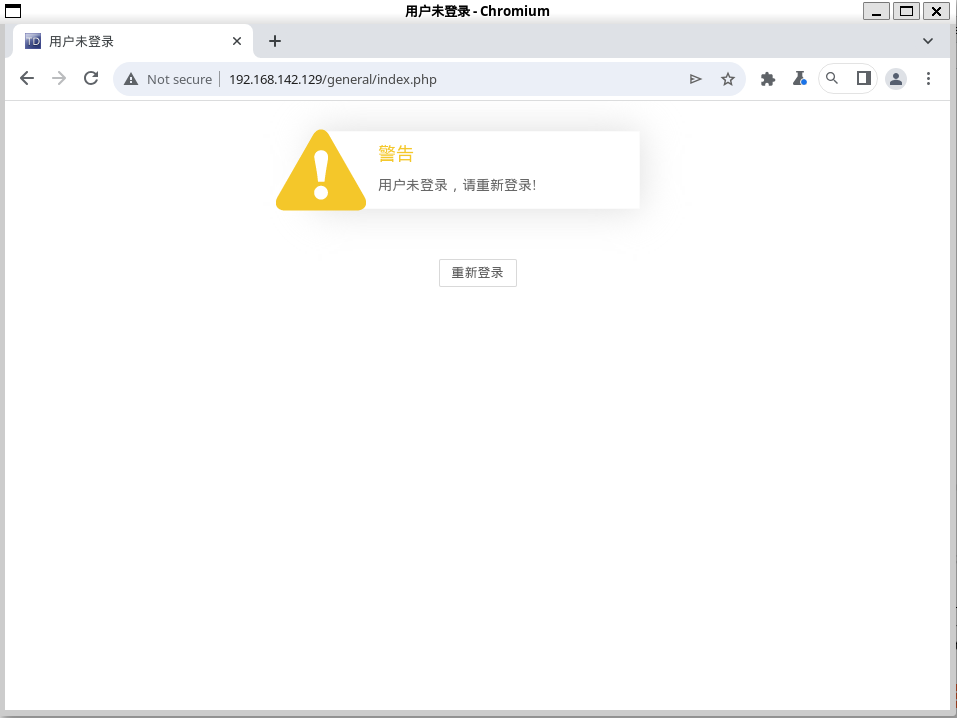 用户未登录 - Chromium
TD 用户未登录
Not secure 192.168.142.129/general/index.php
警告
用户未登录，请重新登录!
重新登录